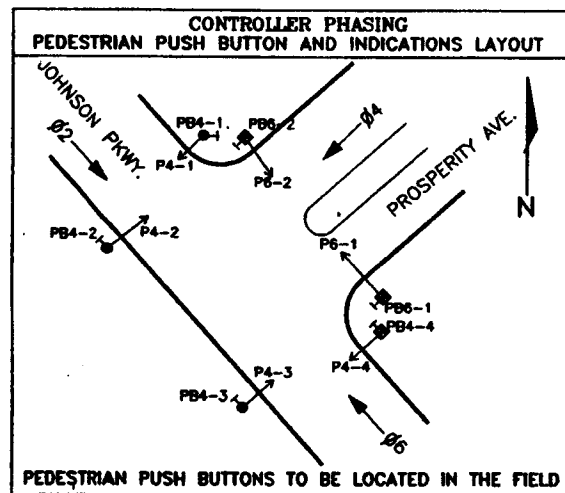 CONTROLLER PHASING
PEDESTRIAN PUSH BUTTON AND INDICATIONS LAYOUT
JOHNSON PKWY.
Ø2
PB4-1
PB6-2
Ø4
P4-1
P6-2
PROSPERITY AVE.
N
P4-2
PB4-2
P6-1
PB6-1
PB4-4
P4-3
P4-4
PB4-3
Ø6
PEDESTRIAN PUSH BUTTONS TO BE LOCATED IN THE FIELD